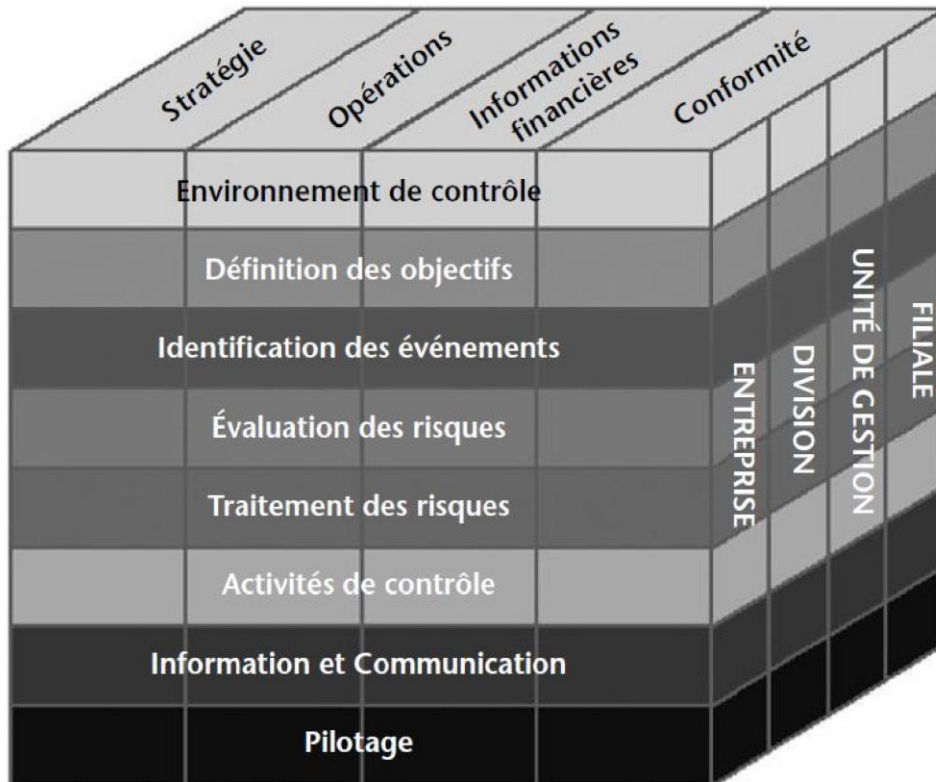 Stratégie
Opérations
Informations
financières
Conformité
Environnement de contrôle
Définition des objectifs
Identification des événements
Évaluation des risques
Traitement des risques
Activités de contrôle
Information et Communication
Pilotage
ENTREPRISE
DIVISION
UNITÉ DE GESTION
FILIALE